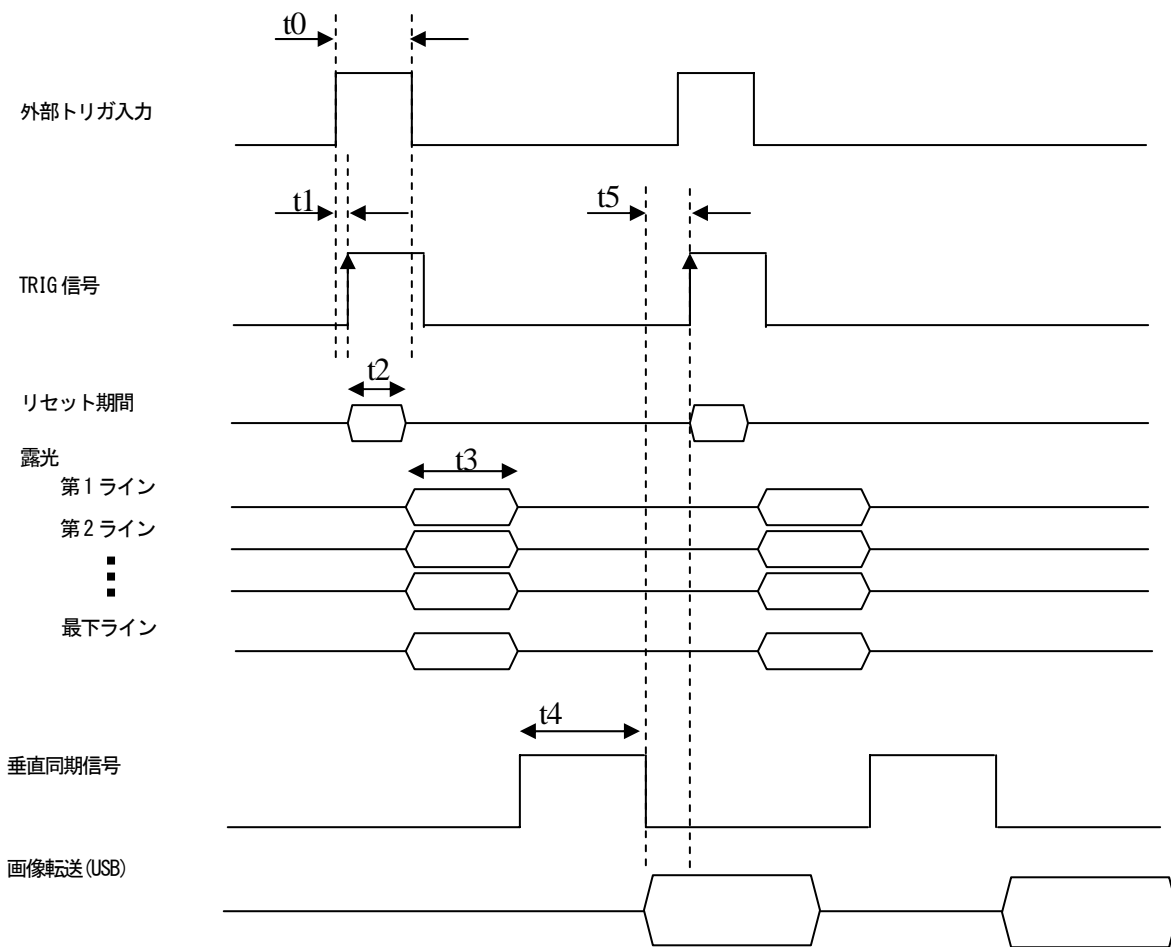 t0
外部トリガ入力
t1
t5
TRIG 信号
t2
リセット期間
露光
t3
第1ライン
第2ライン
最下ライン
t4
垂直同期信号
画像転送(USB)